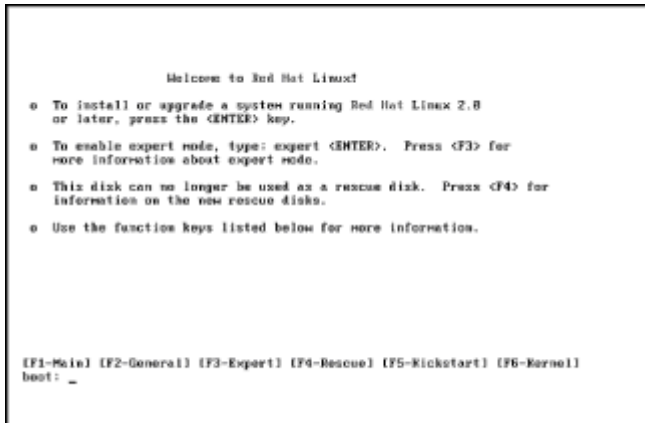 Welcome to Red Hat Linux!
o To install or upgrade a system running Red Hat Linux 2.0
or later, press the <ENTER> key.
o To enable expert mode, type: expert <ENTER>. Press <F3> for
more information about expert mode.
o This disk can no longer be used as a rescue disk. Press <F4> for
information on the new rescue disks.
o Use the function keys listed below for more information.
[F1-Main] [F2-General] [F3-Expert] [F4-Rescue] [F5-Kickstart] [F6-Kernel]
boot: _